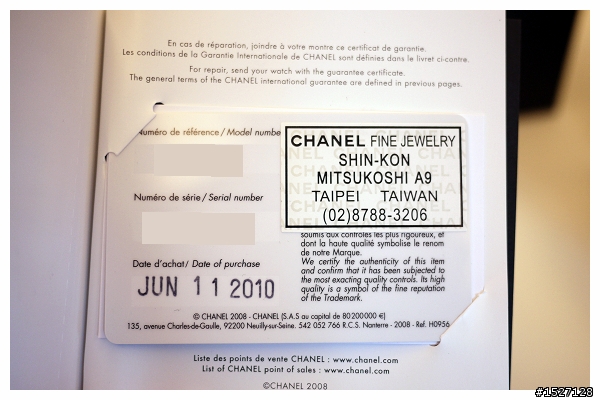 En cas de réparation, joindre à votre montre ce certificat de garantie.
Les conditions de la Garantie Internationale de CHANEL sont définies dans le livret ci-contre.
For repair, send your watch with the guarantee certificate.
The general terms of the CHANEL international guarantee are defined in previous pages.
Numéro de référence / Model numbe
CHANEL FINE JEWELRY
SHIN-KON
MITSUKOSHI A9
TAIPEI TAIWAN
(02)8788-3206
Numéro de série / Serial number
soumis aux contrôles les plus rigoureux, et
dont la haute qualité symbolise le renom
de notre Marque.
We certify the authenticity of this item
and confirm that it has been subjected to
the most exacting quality controls. Its high
quality is a symbol of the fine reputation
of the Trademark.
Date d'achat / Date of purchase
JUN 11 2010
© CHANEL 2008 - CHANEL (S.A.S au capital de 80200000 €)
135, avenue Charles-de-Gaulle, 92200 Neuilly-sur-Seine. 542 052 766 R.C.S. Nanterre - 2008 - Ref. H0956
Liste des points de vente CHANEL : www.chanel.com
List of CHANEL point of sales : www.chanel.com
©CHANEL 2008
#1527128